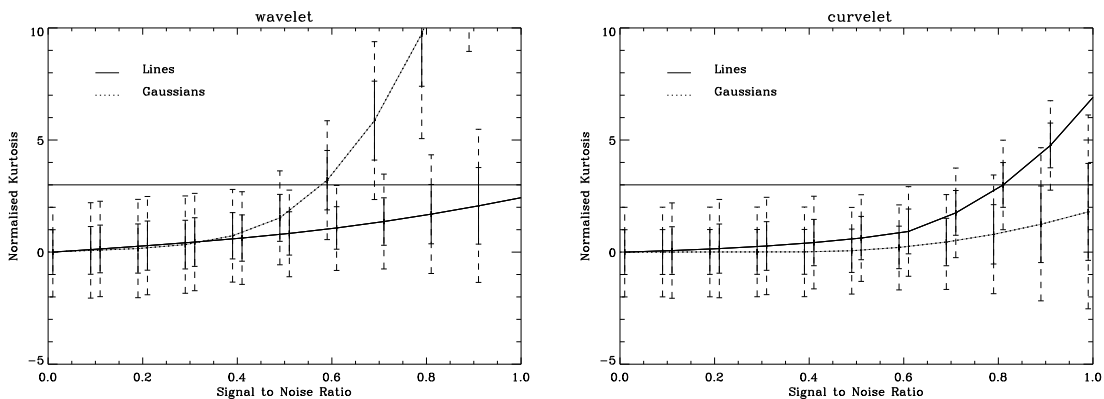 wavelet
10
5
0
-5
Normalised Kurtosis
Lines
Gaussians
0.0 0.2 0.4 0.6 0.8 1.0
Signal to Noise Ratio
curvelet
10
5
0
-5
Normalised Kurtosis
Lines
Gaussians
0.0 0.2 0.4 0.6 0.8 1.0
Signal to Noise Ratio